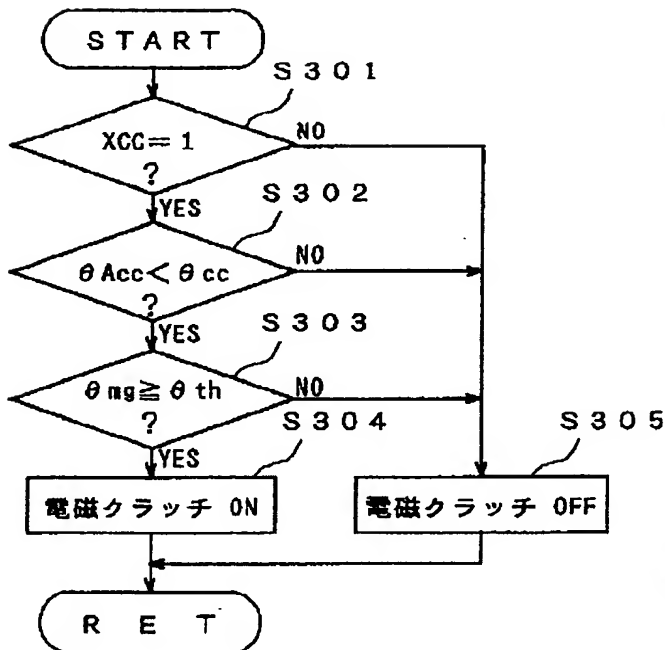 START
S301
XCC=1
?
NO
YES
S302
θAcc<θcc
?
NO
YES
S303
θmg≧θth
?
NO
YES
S304
S305
電磁クラッチ ON
電磁クラッチ OFF
RET